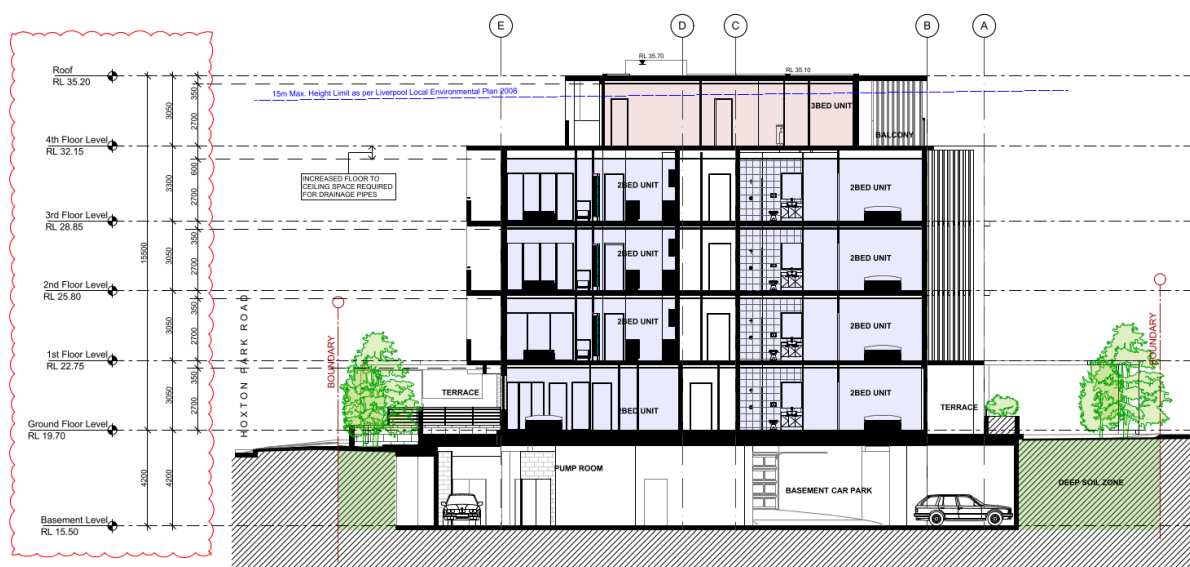 E
D
C
B
A
RL 35.70
RL 35.10
Roof
RL 35.20
15m Max. Height Limit as per Liverpool Local Environmental Plan 2008
350
3050
2700
3BED UNIT
BALCONY
4th Floor Level
RL 32.15
INCREASED FLOOR TO
CEILING SPACE REQUIRED
FOR DRAINAGE PIPES
600
3300
2700
2BED UNIT
2BED UNIT
3rd Floor Level
RL 28.85
15500
350
3050
2700
2BED UNIT
2BED UNIT
2nd Floor Level
RL 25.80
350
3050
2700
2BED UNIT
2BED UNIT
HOXTON PARK ROAD
BOUNDARY
BOUNDARY
1st Floor Level
RL 22.75
350
3050
2700
TERRACE
2BED UNIT
2BED UNIT
TERRACE
Ground Floor Level
RL 19.70
4200
4200
PUMP ROOM
BASEMENT CAR PARK
DEEP SOIL ZONE
Basement Level
RL 15.50